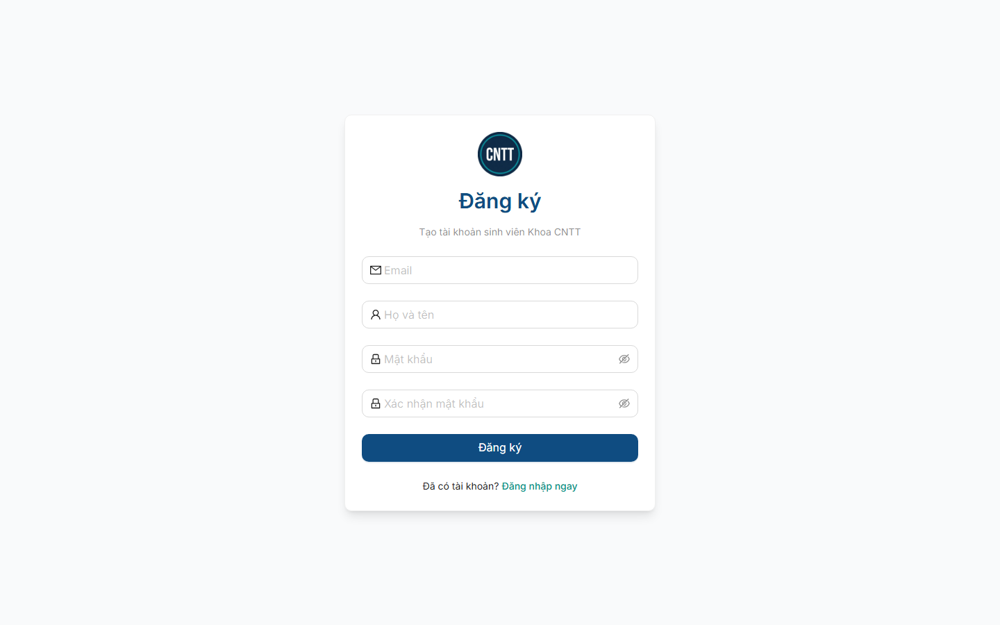 CNTT
Đăng ký
Tạo tài khoản sinh viên Khoa CNTT
Email
Họ và tên
Mật khẩu
Xác nhận mật khẩu
Đăng ký
Đã có tài khoản? Đăng nhập ngay